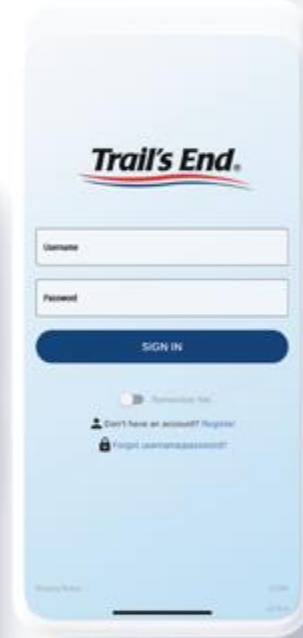 Trail's End®
Username
Password
SIGN IN
Remember Me
Don't have an account? Register
Forgot username/password?